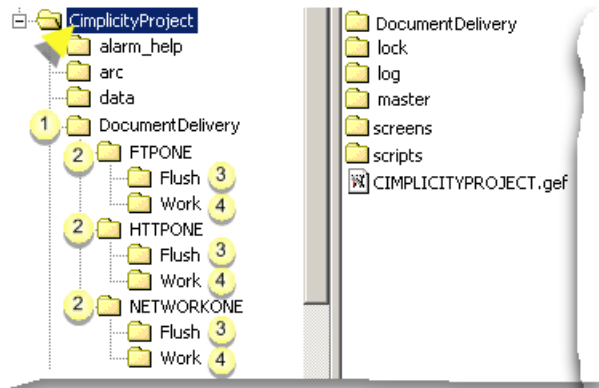 CimplicityProject
alarm_help
arc
data
1 DocumentDelivery
2 FTPONE
Flush 3
Work 4
2 HTTPONE
Flush 3
Work 4
2 NETWORKONE
Flush 3
Work 4
DocumentDelivery
lock
log
master
screens
scripts
CIMPLICITYPROJECT.gef